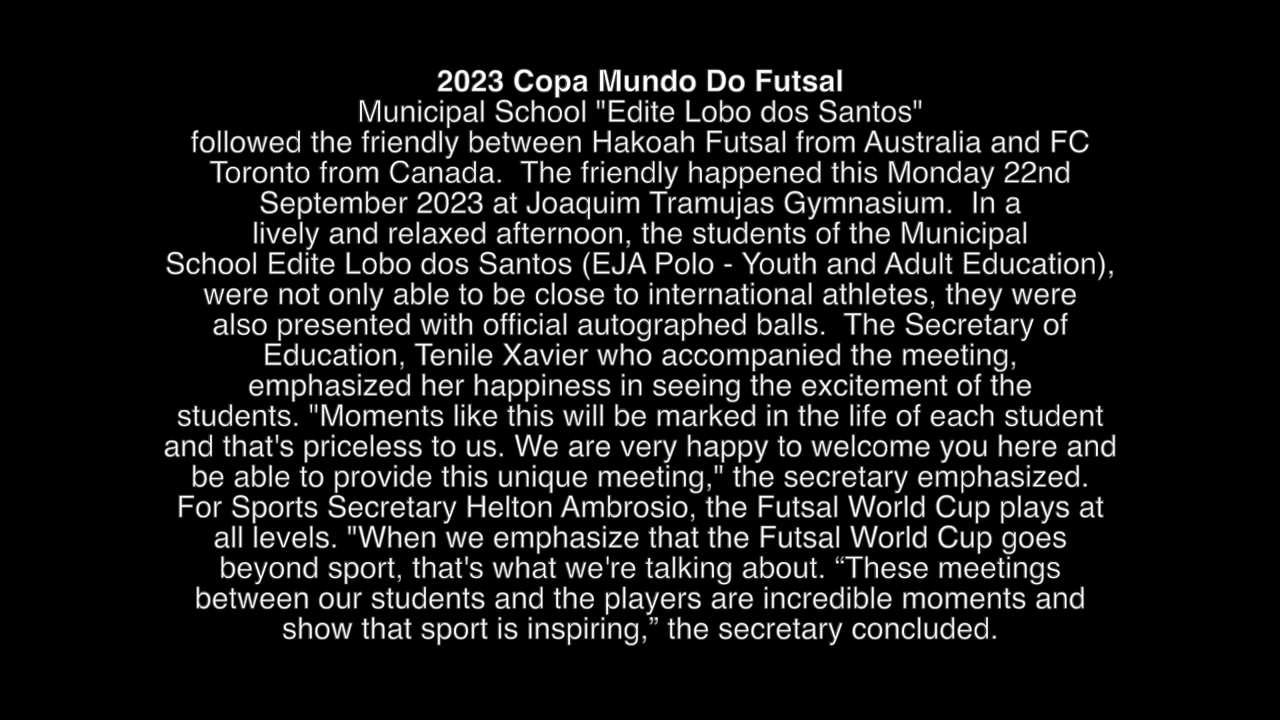 2023 Copa Mundo Do Futsal
Municipal School "Edite Lobo dos Santos"
followed the friendly between Hakoah Futsal from Australia and FC
Toronto from Canada.  The friendly happened this Monday 22nd
September 2023 at Joaquim Tramujas Gymnasium.  In a
lively and relaxed afternoon, the students of the Municipal
School Edite Lobo dos Santos (EJA Polo - Youth and Adult Education),
were not only able to be close to international athletes, they were
also presented with official autographed balls.  The Secretary of
Education, Tenile Xavier who accompanied the meeting,
emphasized her happiness in seeing the excitement of the
students. "Moments like this will be marked in the life of each student
and that's priceless to us. We are very happy to welcome you here and
be able to provide this unique meeting," the secretary emphasized.
For Sports Secretary Helton Ambrosio, the Futsal World Cup plays at
all levels. "When we emphasize that the Futsal World Cup goes
beyond sport, that's what we're talking about. “These meetings
between our students and the players are incredible moments and
show that sport is inspiring,” the secretary concluded.